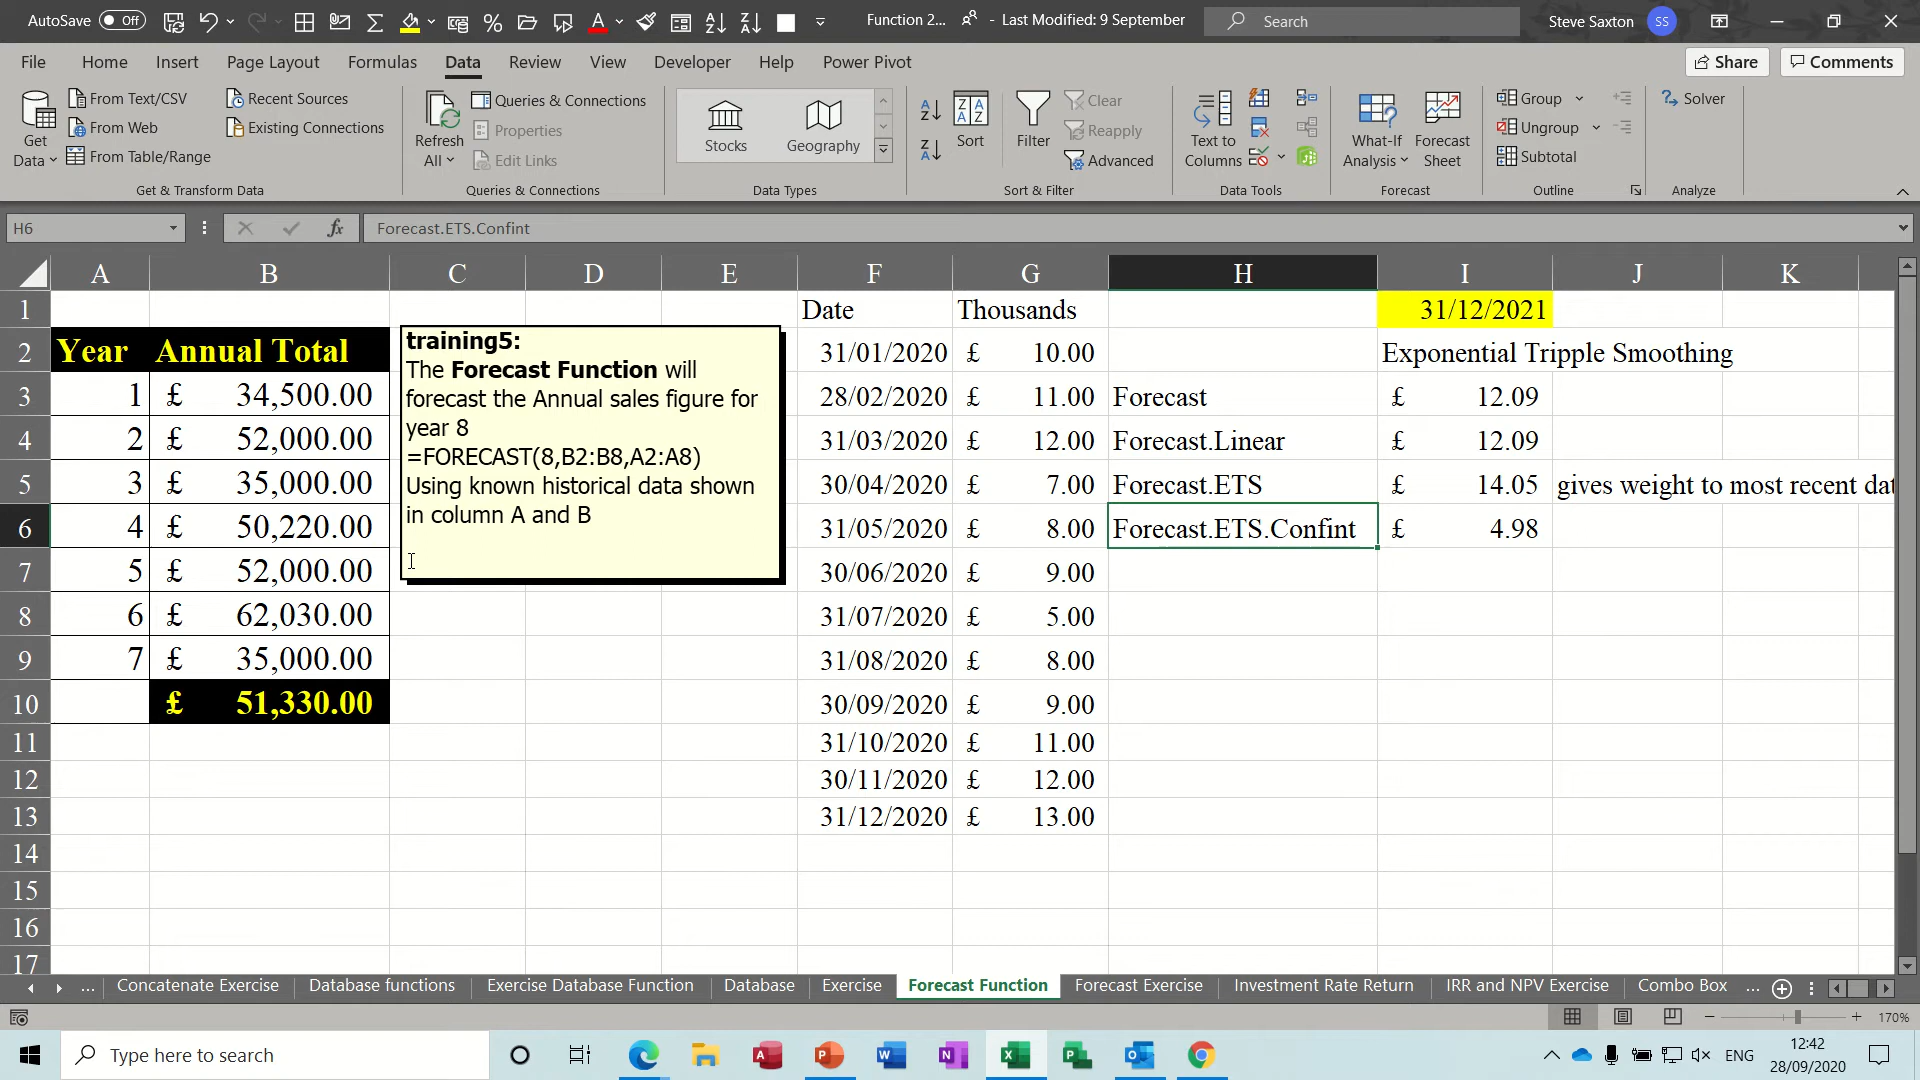 AutoSave Off Function 2... - Last Modified: 9 September Search Steve Saxton SS
File Home Insert Page Layout Formulas Data Review View Developer Help Power Pivot Share Comments
Get Data
From Text/CSV
From Web
From Table/Range
Recent Sources
Existing Connections
Get & Transform Data
Refresh All
Queries & Connections
Properties
Edit Links
Queries & Connections
Stocks Geography
Data Types
Sort
Filter
Clear
Reapply
Advanced
Sort & Filter
Text to Columns
Data Tools
What-If Analysis
Forecast Sheet
Forecast
Group
Ungroup
Subtotal
Outline
Solver
Analyze
H6 fx Forecast.ETS.Confint
A B C D E F G H I J K
1 Date Thousands 31/12/2021
2 Year Annual Total 31/01/2020 £ 10.00 Exponential Tripple Smoothing
3 1 £ 34,500.00 28/02/2020 £ 11.00 Forecast £ 12.09
4 2 £ 52,000.00 31/03/2020 £ 12.00 Forecast.Linear £ 12.09
5 3 £ 35,000.00 30/04/2020 £ 7.00 Forecast.ETS £ 14.05 gives weight to most recent dat
6 4 £ 50,220.00 31/05/2020 £ 8.00 Forecast.ETS.Confint £ 4.98
7 5 £ 52,000.00 30/06/2020 £ 9.00
8 6 £ 62,030.00 31/07/2020 £ 5.00
9 7 £ 35,000.00 31/08/2020 £ 8.00
10 £ 51,330.00 30/09/2020 £ 9.00
11 31/10/2020 £ 11.00
12 30/11/2020 £ 12.00
13 31/12/2020 £ 13.00
14
15
16
17
training5:
The Forecast Function will
forecast the Annual sales figure for
year 8
=FORECAST(8,B2:B8,A2:A8)
Using known historical data shown
in column A and B
... Concatenate Exercise Database functions Exercise Database Function Database Exercise Forecast Function Forecast Exercise Investment Rate Return IRR and NPV Exercise Combo Box ...
170%
Type here to search ENG 12:42
28/09/2020